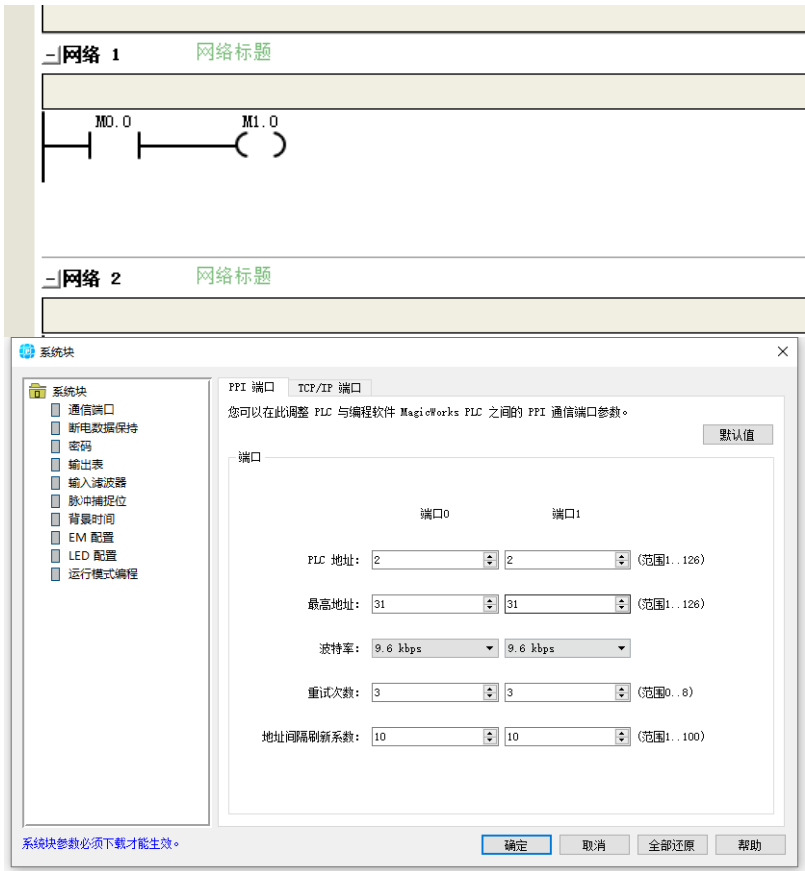 网络 1 网络标题
M0.0 M1.0
网络 2 网络标题
系统块
系统块
通信端口
断电数据保持
密码
输出表
输入滤波器
脉冲捕捉位
背景时间
EM 配置
LED 配置
运行模式编程
PPI 端口 TCP/IP 端口
您可以在此调整 PLC 与编程软件 MagicWorks PLC 之间的 PPI 通信端口参数。
默认值
端口
端口0 端口1
PLC 地址: 2 2 (范围1..126)
最高地址: 31 31 (范围1..126)
波特率: 9.6 kbps 9.6 kbps
重试次数: 3 3 (范围0..8)
地址间隔刷新系数: 10 10 (范围1..100)
系统块参数必须下载才能生效。
确定 取消 全部还原 帮助